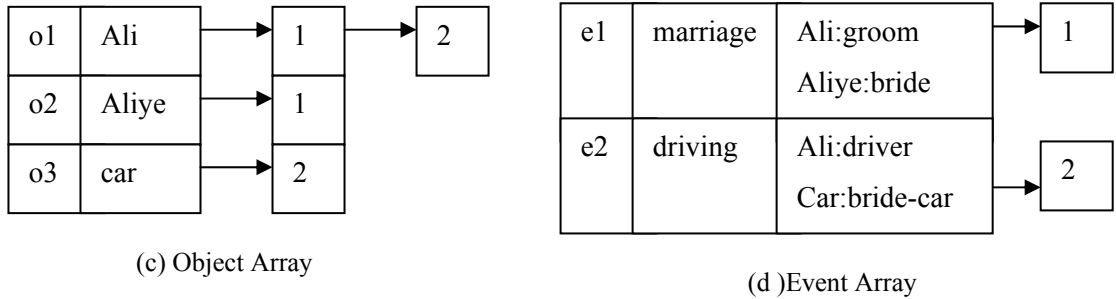 o1 Ali 1 2
o2 Aliye 1
o3 car 2
(c) Object Array
e1 marriage Ali:groom 1
Aliye:bride
e2 driving Ali:driver
Car:bride-car 2
(d )Event Array